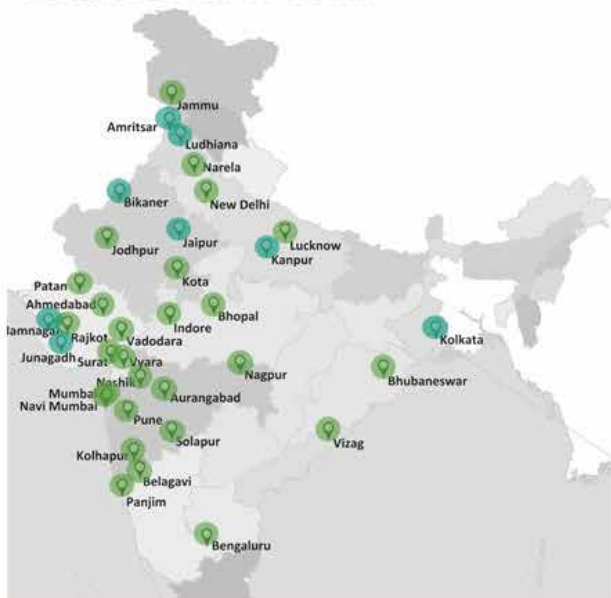 Jammu
Amritsar
Ludhiana
Narela
New Delhi
Bikaner
Jaipur
Lucknow
Kanpur
Jodhpur
Kota
Patan
Ahmedabad
Bhopal
Indore
Jamnagar
Rajkot
Vadodara
Kolkata
Junagadh
Surat
Vyara
Nagpur
Bhubaneswar
Nashik
Mumbai
Aurangabad
Navi Mumbai
Pune
Solapur
Vizag
Kolhapur
Belagavi
Panjim
Bengaluru